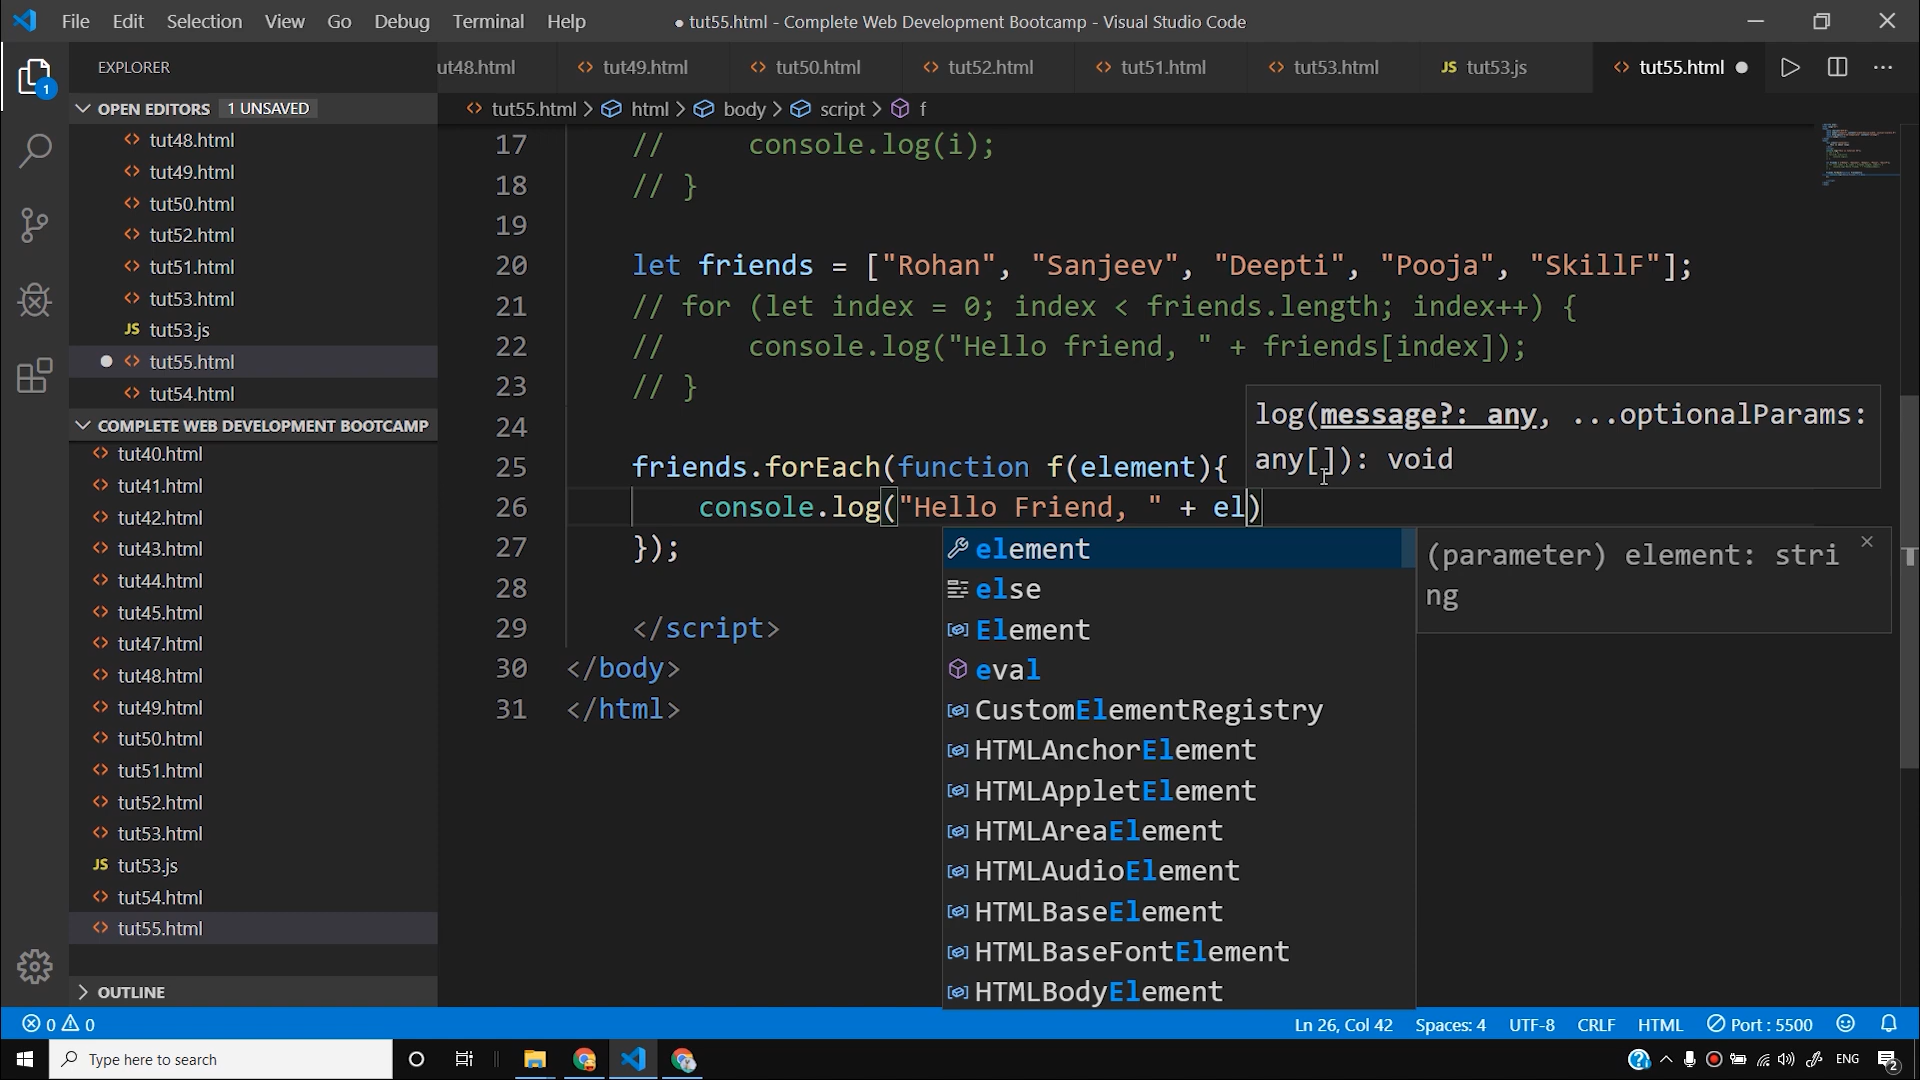 File Edit Selection View Go Debug Terminal Help
● tut55.html - Complete Web Development Bootcamp - Visual Studio Code
EXPLORER
ut48.html
tut49.html
tut50.html
tut52.html
tut51.html
tut53.html
JS tut53.js
tut55.html
OPEN EDITORS 1 UNSAVED
tut48.html
tut49.html
tut50.html
tut52.html
tut51.html
tut53.html
JS tut53.js
tut55.html
tut54.html
COMPLETE WEB DEVELOPMENT BOOTCAMP
tut40.html
tut41.html
tut42.html
tut43.html
tut44.html
tut45.html
tut47.html
tut48.html
tut49.html
tut50.html
tut51.html
tut52.html
tut53.html
JS tut53.js
tut54.html
tut55.html
OUTLINE
1
tut55.html > html > body > script > f
17 // console.log(i);
18 // }
19
20 let friends = ["Rohan", "Sanjeev", "Deepti", "Pooja", "SkillF"];
21 // for (let index = 0; index < friends.length; index++) {
22 // console.log("Hello friend, " + friends[index]);
23 // }
24
25 friends.forEach(function f(element){
26 console.log("Hello Friend, " + el)
27 });
28
29 </script>
30 </body>
31 </html>
log(message?: any, ...optionalParams:
any[]): void
element
else
Element
eval
CustomElementRegistry
HTMLAnchorElement
HTMLAppletElement
HTMLAreaElement
HTMLAudioElement
HTMLBaseElement
HTMLBaseFontElement
HTMLBodyElement
(parameter) element: stri
ng
0 0
Ln 26, Col 42 Spaces: 4 UTF-8 CRLF HTML Port : 5500
Type here to search
ENG
2